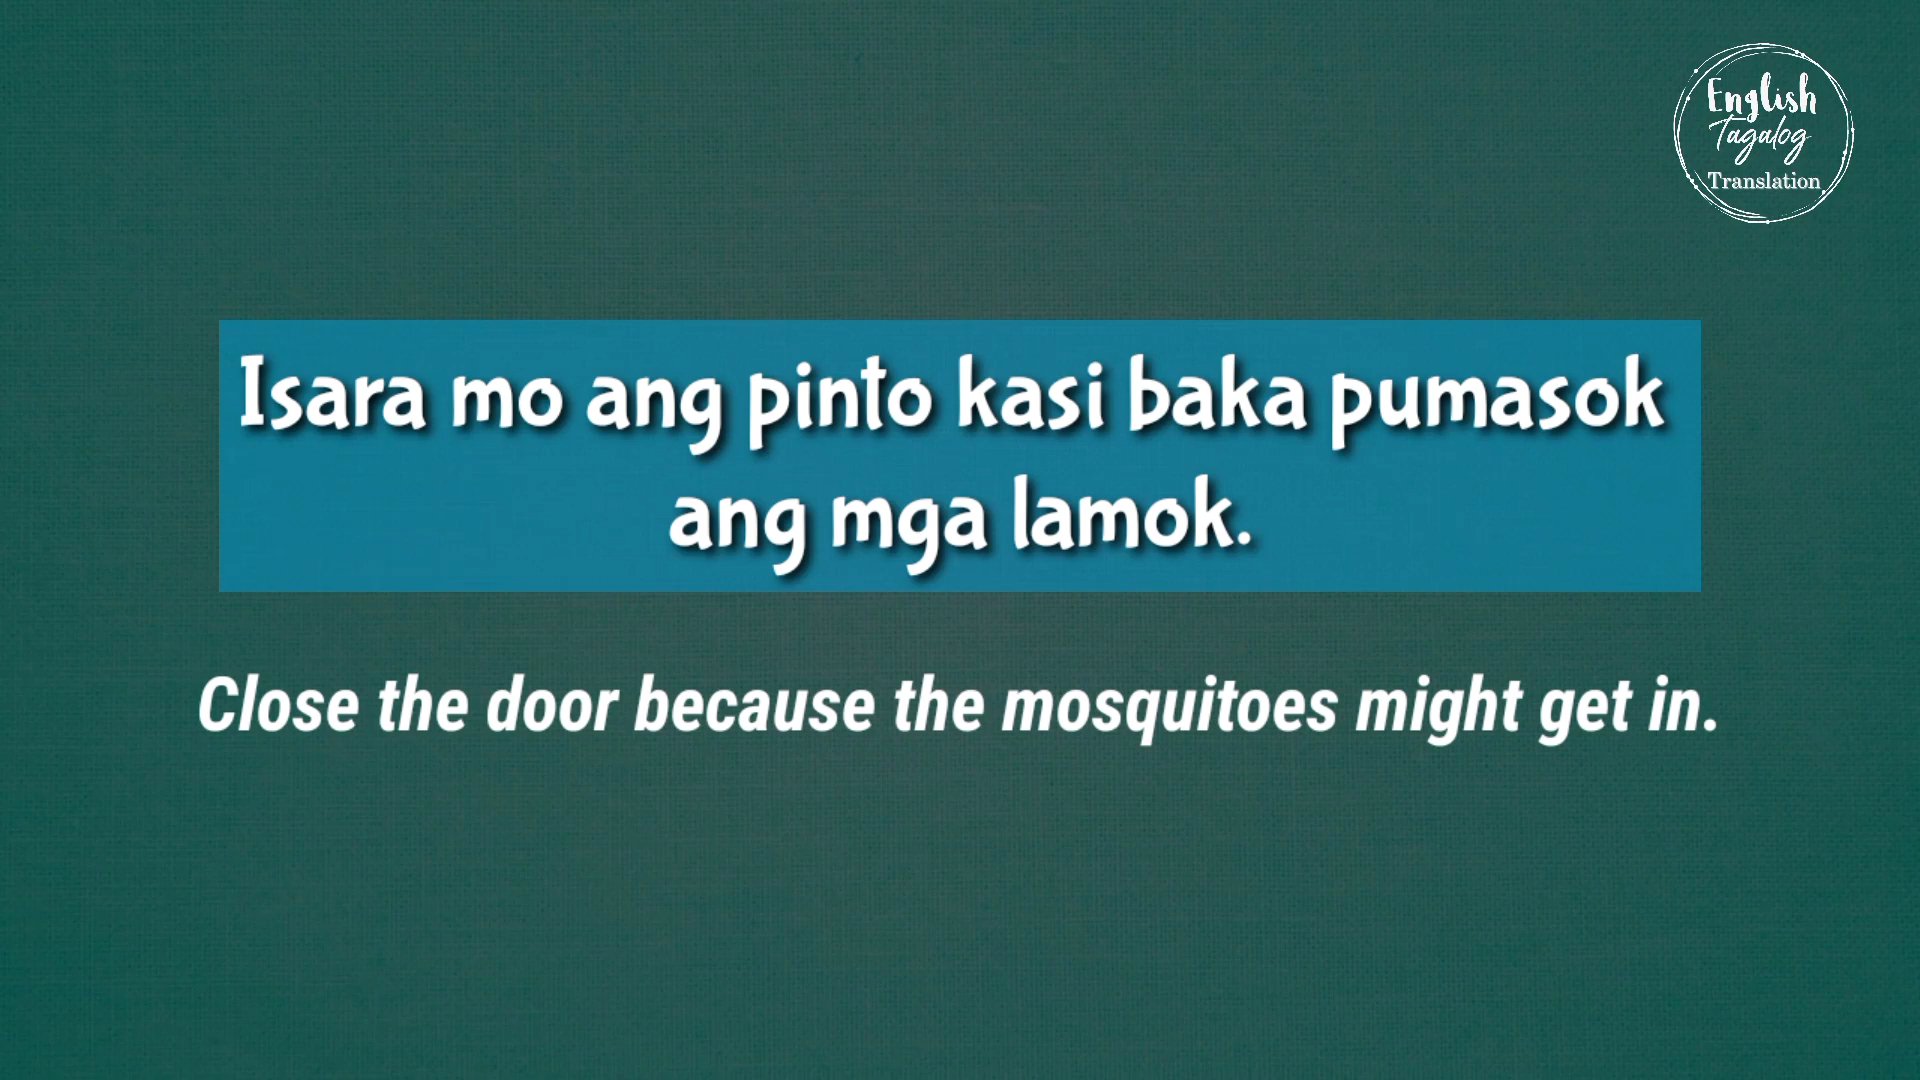 English
Tagalog
Translation
Isara mo ang pinto kasi baka pumasok
ang mga lamok.
Close the door because the mosquitoes might get in.